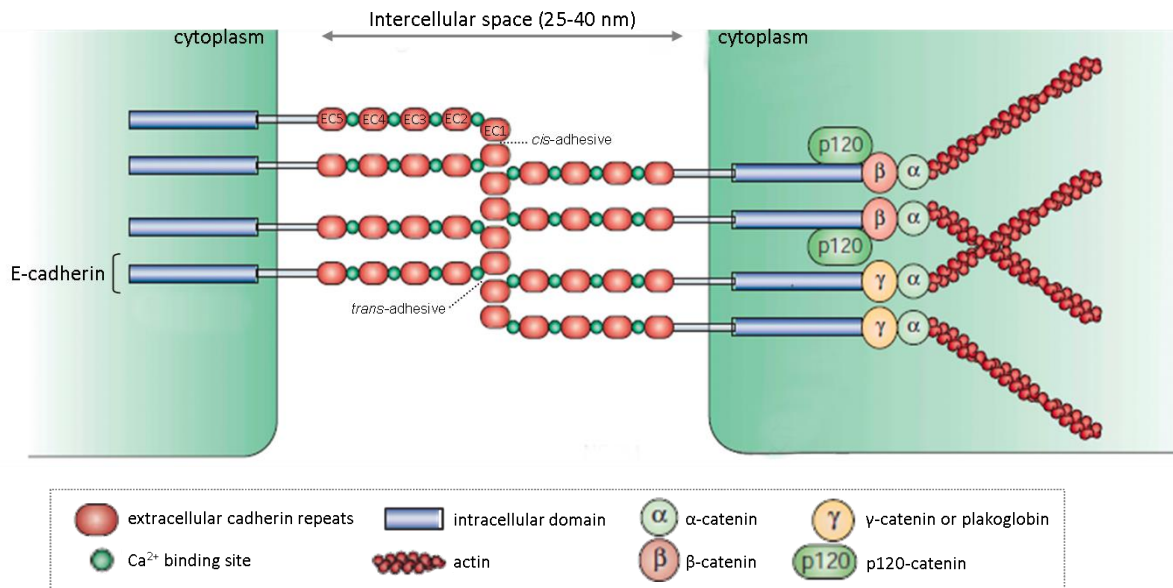 Intercellular space (25-40 nm)
cytoplasm
cytoplasm
EC5 EC4 EC3 EC2
EC1
cis-adhesive
p120
β α
β α
p120
E-cadherin
γ α
trans-adhesive
γ α
extracellular cadherin repeats
intracellular domain
α α-catenin
γ γ-catenin or plakoglobin
Ca²⁺ binding site
actin
β β-catenin
p120 p120-catenin